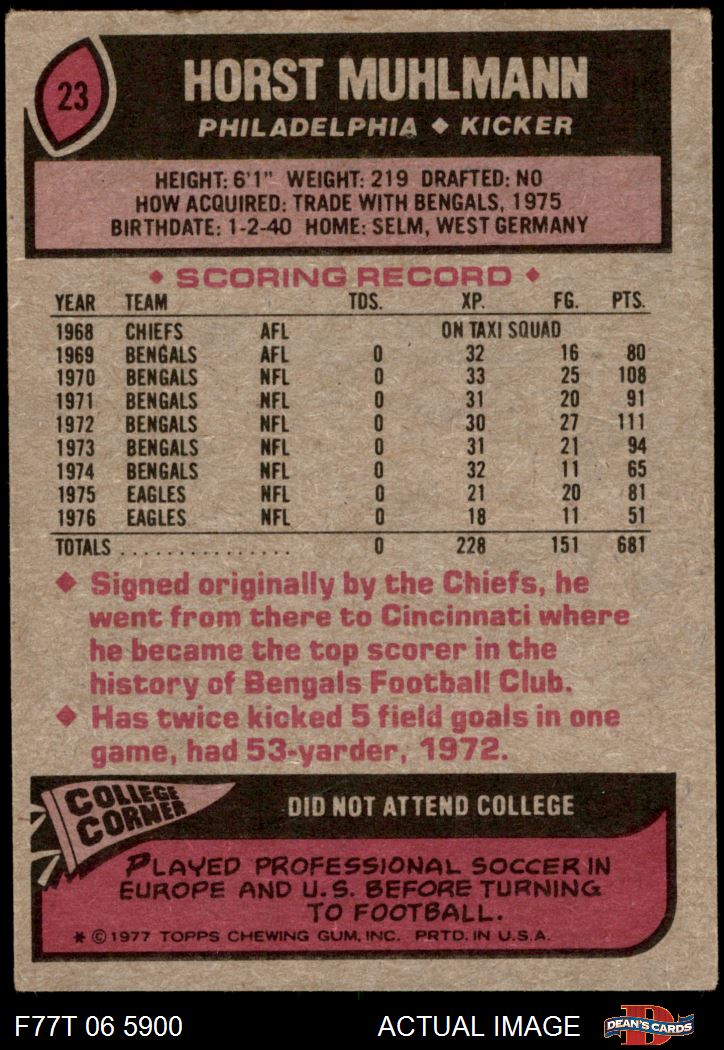 23
HORST MUHLMANN
PHILADELPHIA ◆ KICKER
HEIGHT: 6'1" WEIGHT: 219 DRAFTED: NO
HOW ACQUIRED: TRADE WITH BENGALS, 1975
BIRTHDATE: 1-2-40 HOME: SELM, WEST GERMANY
◆ SCORING RECORD ◆
YEAR TEAM TDS. XP. FG. PTS.
1968 CHIEFS AFL ON TAXI SQUAD
1969 BENGALS AFL 0 32 16 80
1970 BENGALS NFL 0 33 25 108
1971 BENGALS NFL 0 31 20 91
1972 BENGALS NFL 0 30 27 111
1973 BENGALS NFL 0 31 21 94
1974 BENGALS NFL 0 32 11 65
1975 EAGLES NFL 0 21 20 81
1976 EAGLES NFL 0 18 11 51
TOTALS ............... 0 228 151 681
◆ Signed originally by the Chiefs, he
went from there to Cincinnati where
he became the top scorer in the
history of Bengals Football Club.
◆ Has twice kicked 5 field goals in one
game, had 53-yarder, 1972.
COLLEGE
CORNER
DID NOT ATTEND COLLEGE
PLAYED PROFESSIONAL SOCCER IN
EUROPE AND U.S. BEFORE TURNING
TO FOOTBALL.
* © 1977 TOPPS CHEWING GUM, INC. PRTD. IN U.S.A.
F77T 06 5900 ACTUAL IMAGE
D
DEAN'S CARDS